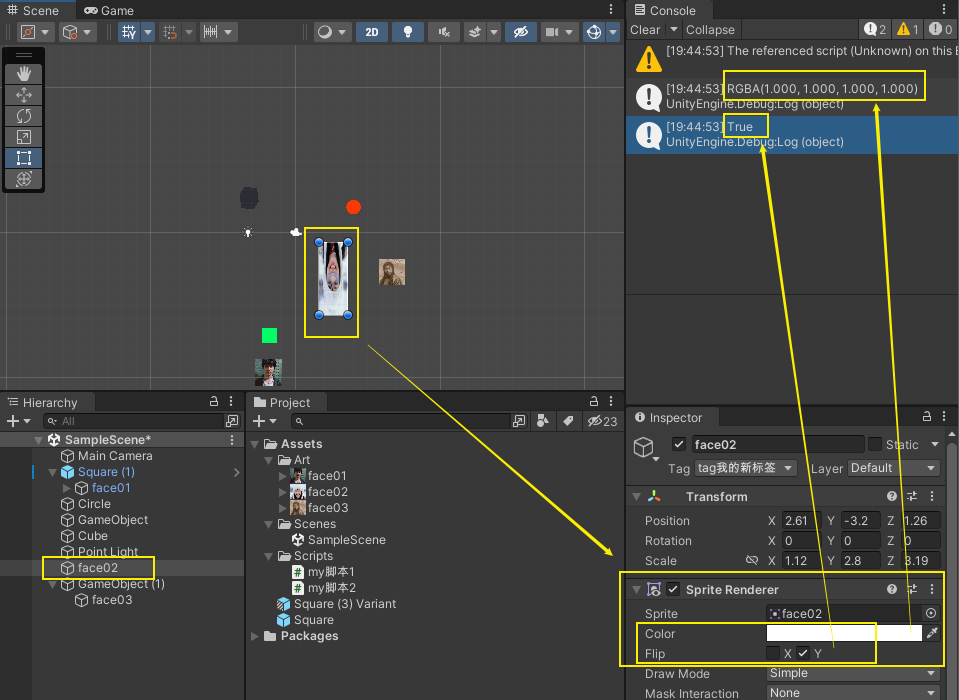 Scene
Game
2D
Console
Clear
Collapse
2
1
0
[19:44:53] The referenced script (Unknown) on this
[19:44:53] RGBA(1.000, 1.000, 1.000, 1.000)
UnityEngine.Debug:Log (object)
[19:44:53] True
UnityEngine.Debug:Log (object)
Hierarchy
All
SampleScene*
Main Camera
Square (1)
face01
Circle
GameObject
Cube
Point Light
face02
GameObject (1)
face03
Project
23
Assets
Art
face01
face02
face03
Scenes
SampleScene
Scripts
my脚本1
my脚本2
Square (3) Variant
Square
Packages
Inspector
face02
Static
Tag tag我的新标签 Layer Default
Transform
Position X 2.61 Y -3.2 Z 1.26
Rotation X 0 Y 0 Z 0
Scale X 1.12 Y 2.8 Z 3.19
Sprite Renderer
Sprite face02
Color
Flip X Y
Draw Mode Simple
Mask Interaction None